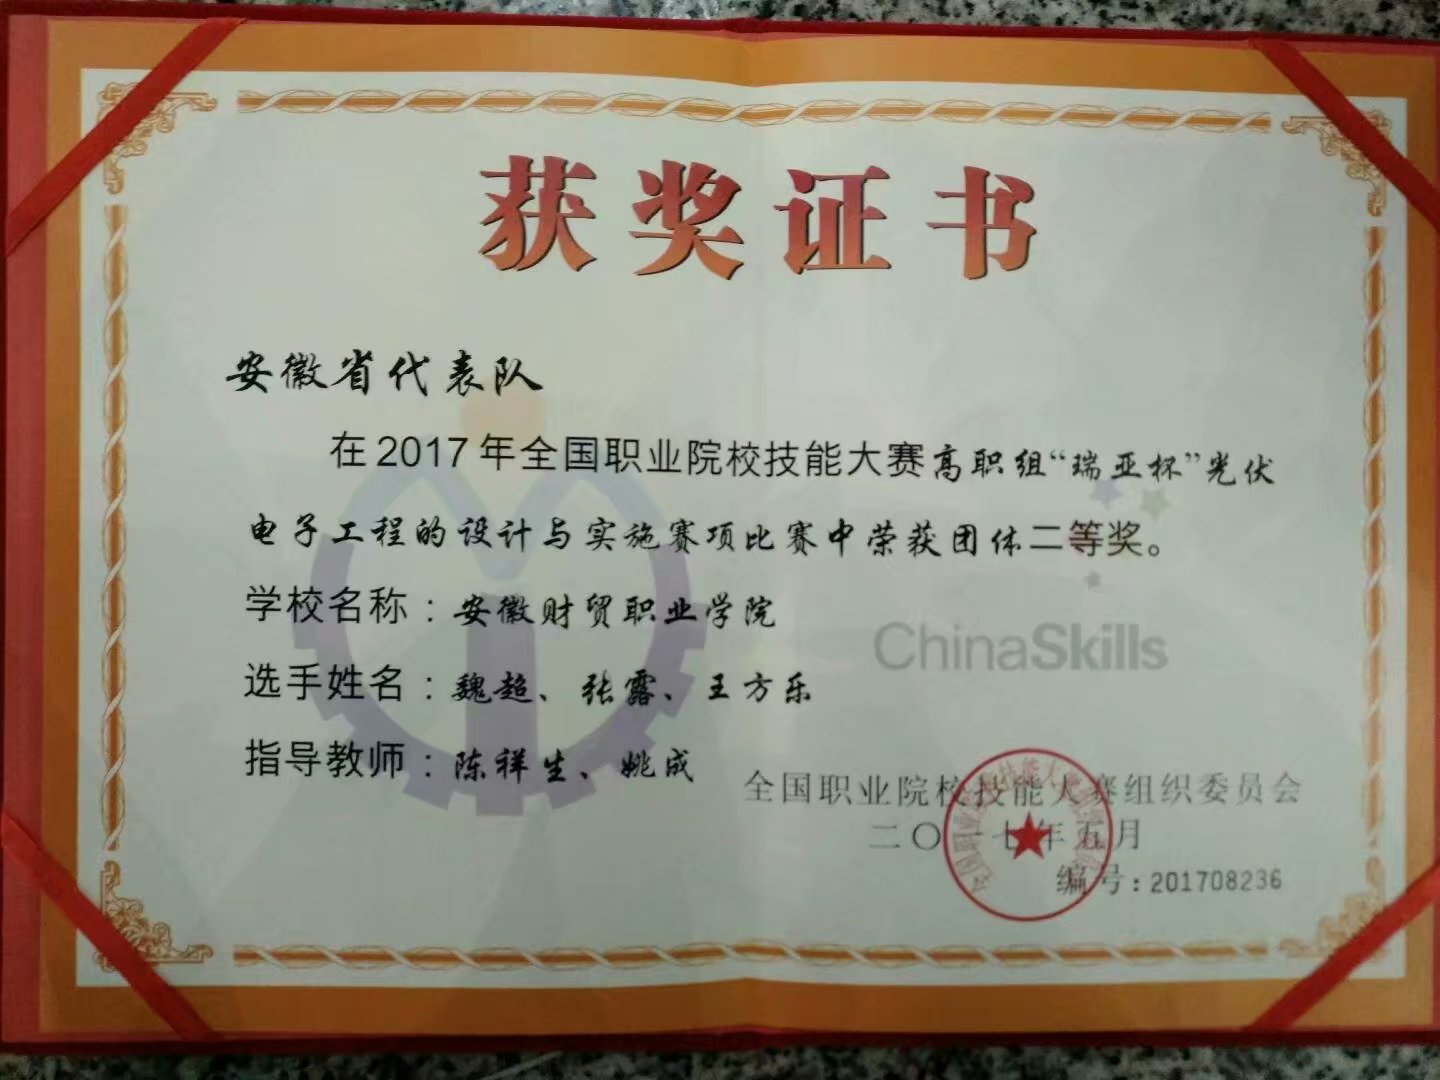 获奖证书
安徽省代表队
在2017年全国职业院校技能大赛高职组“瑞亚杯”光伏
电子工程的设计与实施赛项比赛中荣获团体二等奖。
学校名称：安徽财贸职业学院
选手姓名：魏超、张露、王方乐
指导教师：陈祥生、姚成
ChinaSkills
全国职业院校技能大赛组织委员会
二〇一七年五月
编号：201708236